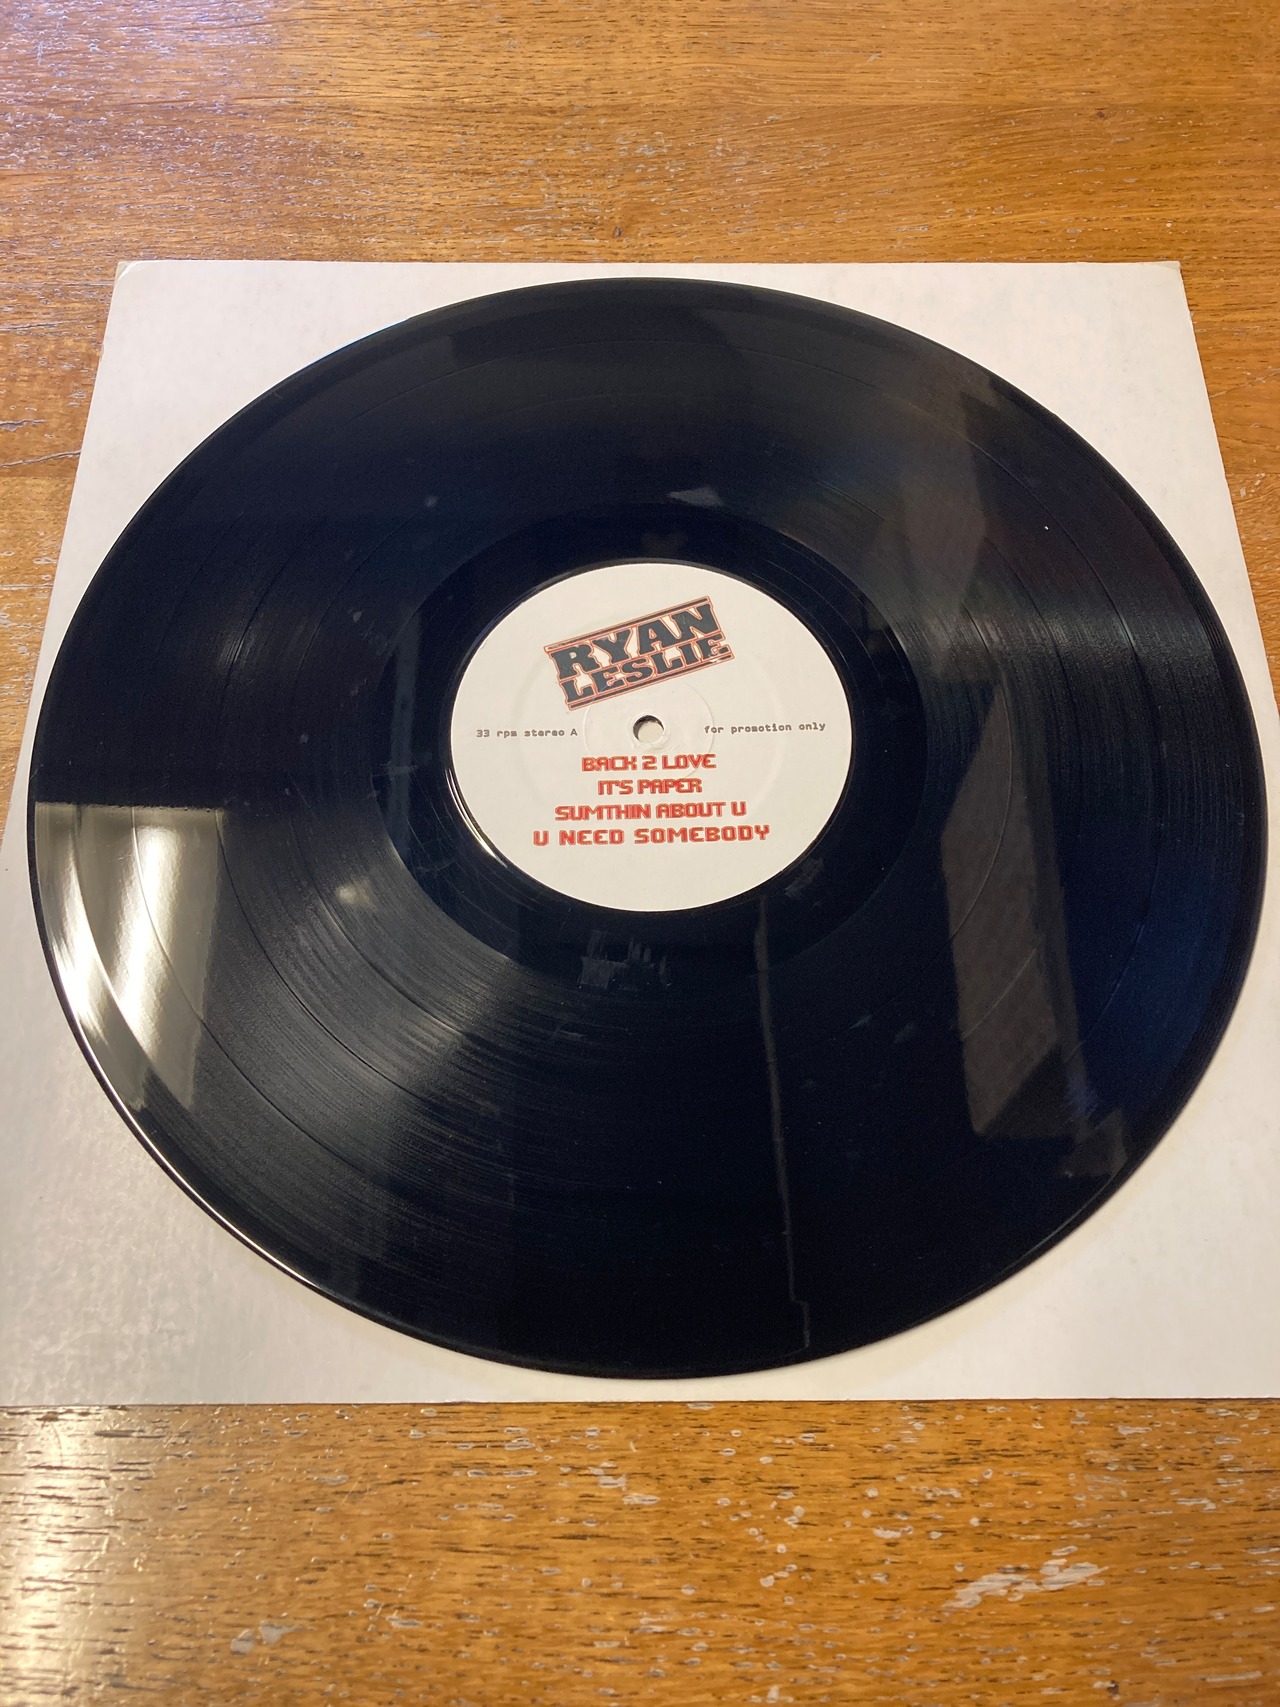 RYAN
LESLIE
33 rpm stereo A
for promotion only
BACK 2 LOVE
IT'S PAPER
SUMTHIN ABOUT U
U NEED SOMEBODY